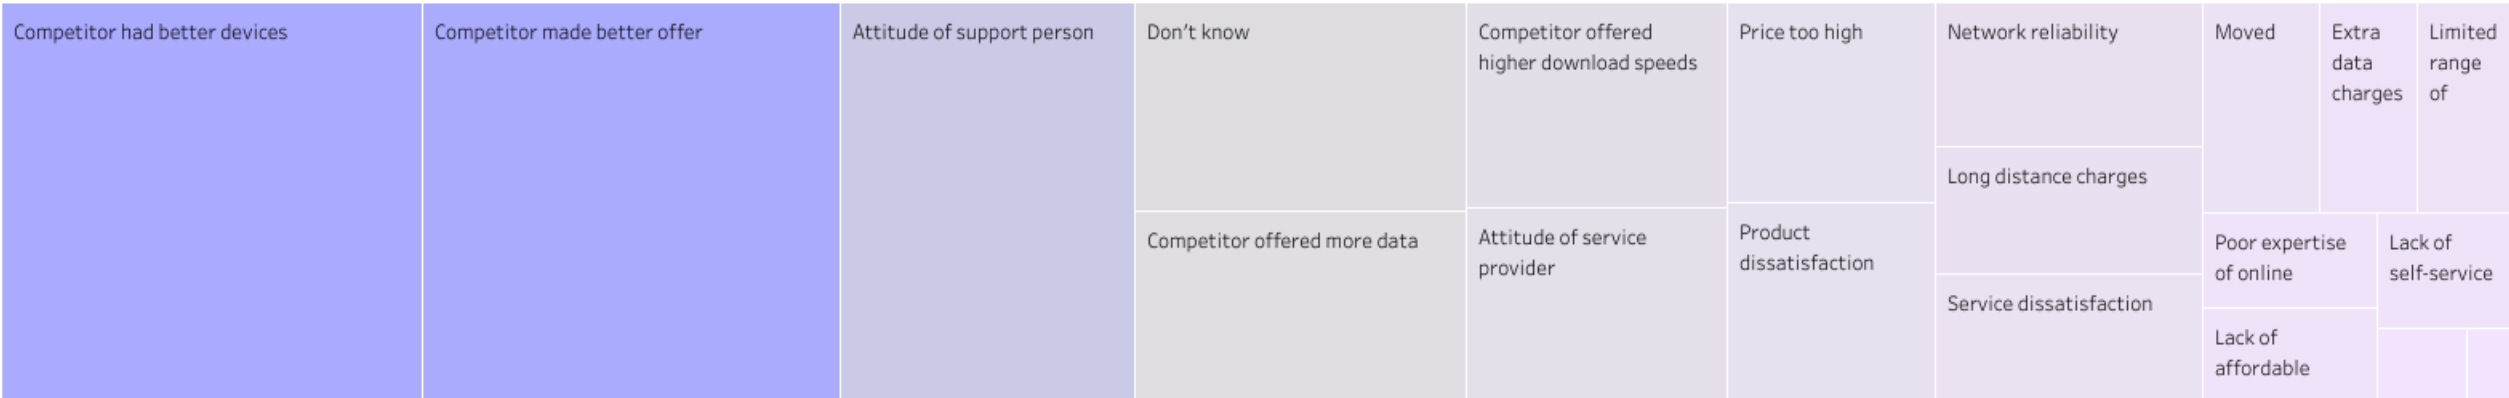 Competitor had better devices
Competitor made better offer
Attitude of support person
Don't know
Competitor offered more data
Competitor offered
higher download speeds
Attitude of service
provider
Price too high
Product
dissatisfaction
Network reliability
Long distance charges
Service dissatisfaction
Moved
Extra
data
charges
Limited
range
of
Poor expertise
of online
Lack of
self-service
Lack of
affordable